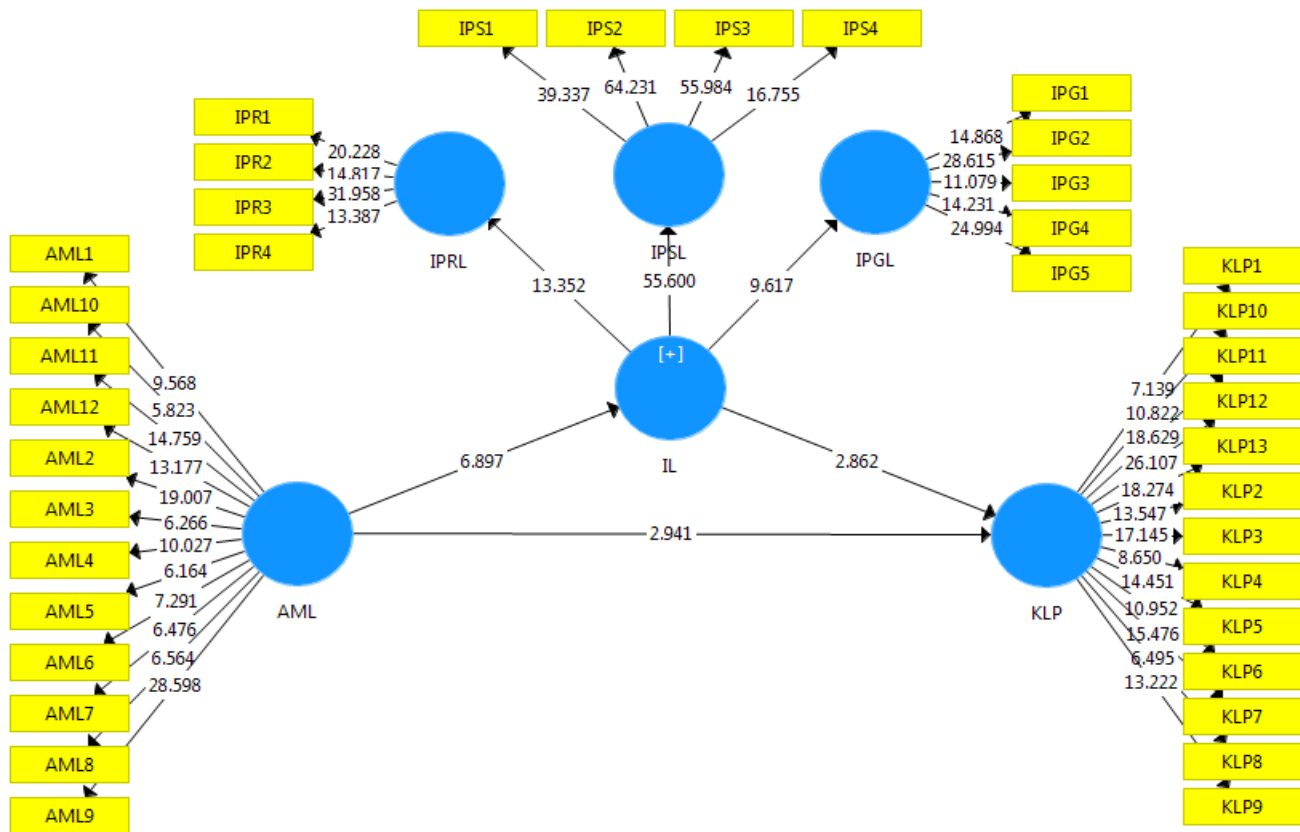 IPS1 IPS2 IPS3 IPS4
39.337 64.231 55.984 16.755
IPR1
IPR2
IPR3
IPR4
20.228
14.817
31.958
13.387
IPG1
IPG2
IPG3
IPG4
IPG5
14.868
28.615
11.079
14.231
24.994
IPRL
IPSL
IPGL
13.352
55.600
9.617
[+]
IL
AML1
AML10
AML11
AML12
AML2
AML3
AML4
AML5
AML6
AML7
AML8
AML9
9.568
5.823
14.759
13.177
19.007
6.266
10.027
6.164
7.291
6.476
6.564
28.598
AML
6.897
2.862
2.941
KLP
7.139
10.822
18.629
26.107
18.274
13.547
17.145
8.650
14.451
10.952
15.476
6.495
13.222
KLP1
KLP10
KLP11
KLP12
KLP13
KLP2
KLP3
KLP4
KLP5
KLP6
KLP7
KLP8
KLP9